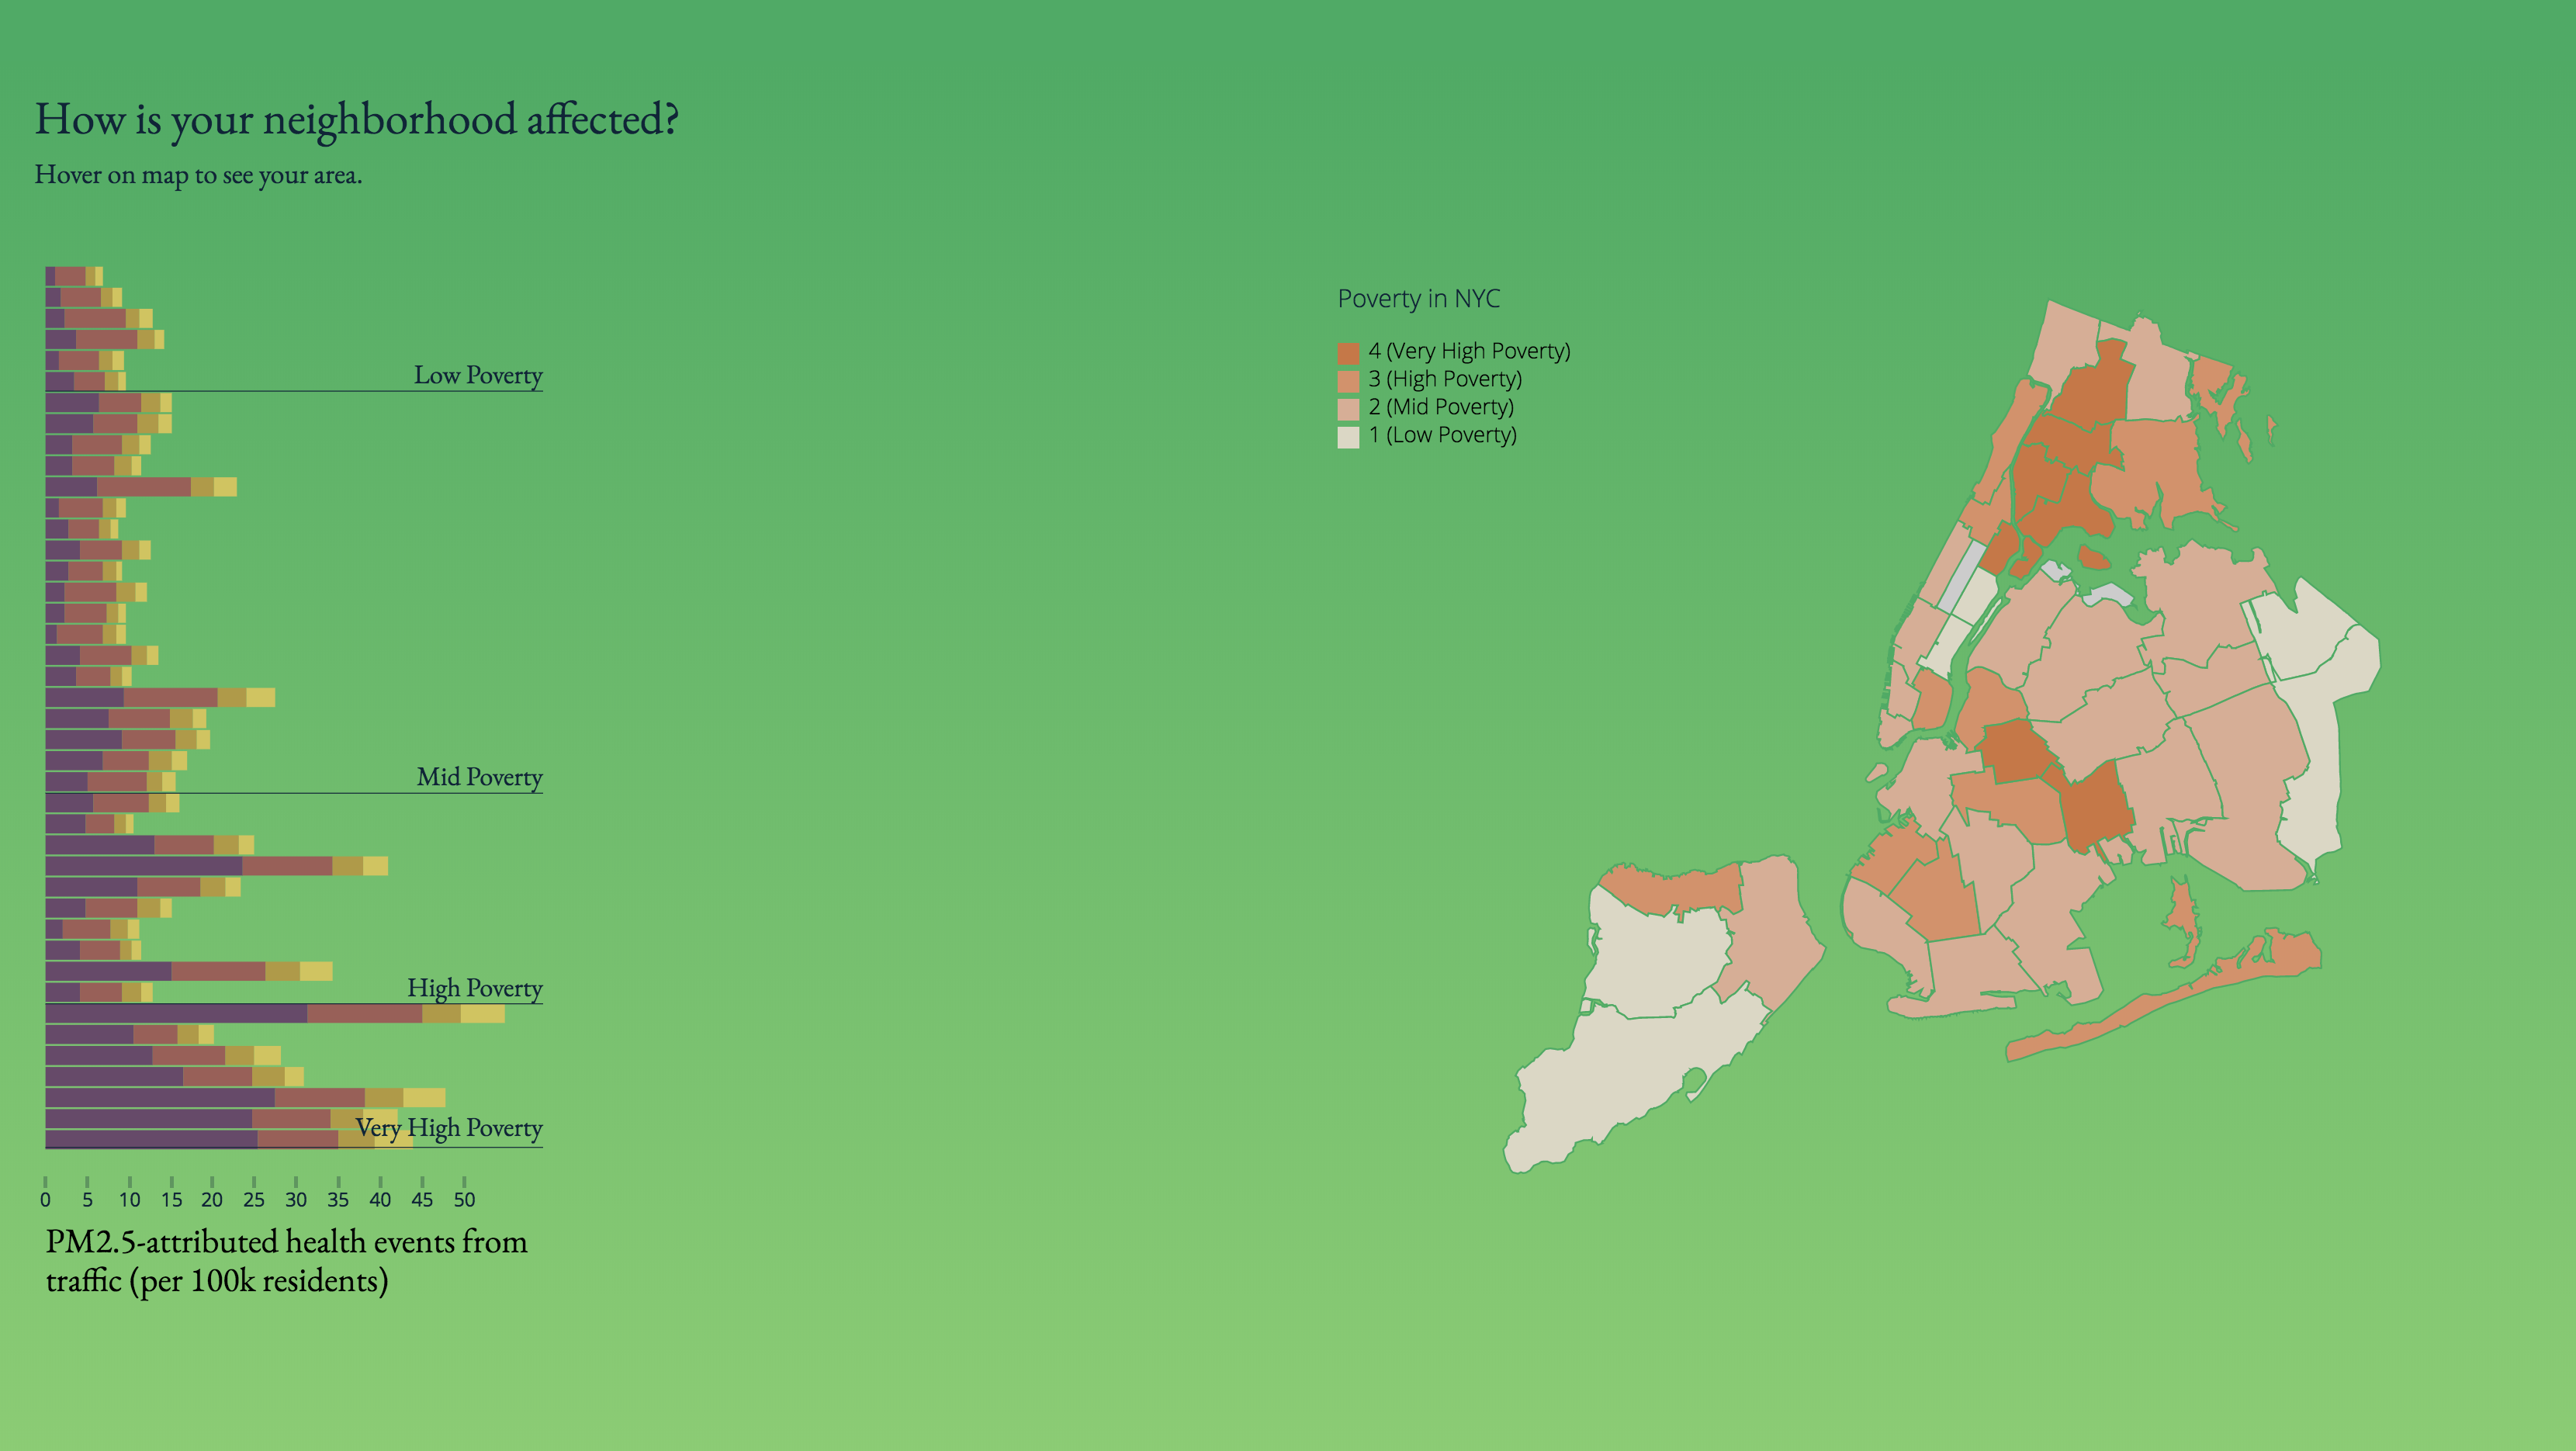 How is your neighborhood affected?
Hover on map to see your area.
Low Poverty
Mid Poverty
High Poverty
Very High Poverty
0 5 10 15 20 25 30 35 40 45 50
PM2.5-attributed health events from
traffic (per 100k residents)
Poverty in NYC
4 (Very High Poverty)
3 (High Poverty)
2 (Mid Poverty)
1 (Low Poverty)